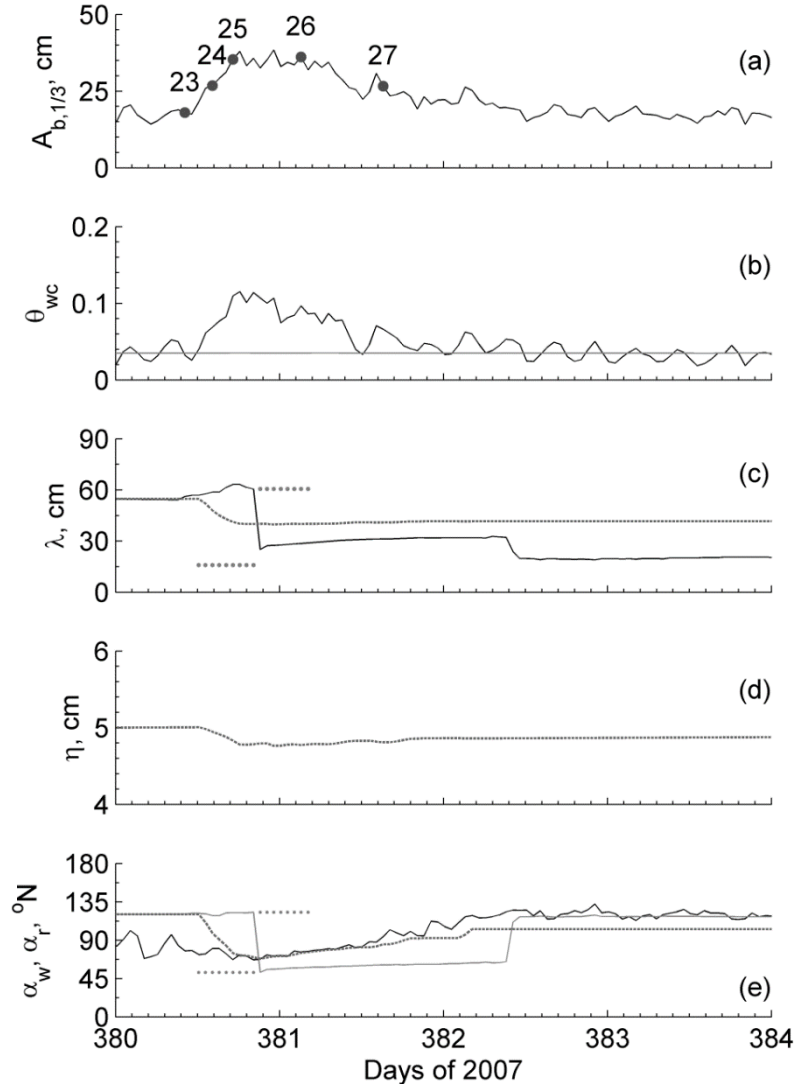 50
25
0
A_b,1/3, cm
23
24
25
26
27
(a)
0.2
0.1
0
θ_wc
(b)
90
60
30
0
λ, cm
(c)
6
5
4
η, cm
(d)
180
135
90
45
0
α_w, α_r, ºN
(e)
380
381
382
383
384
Days of 2007